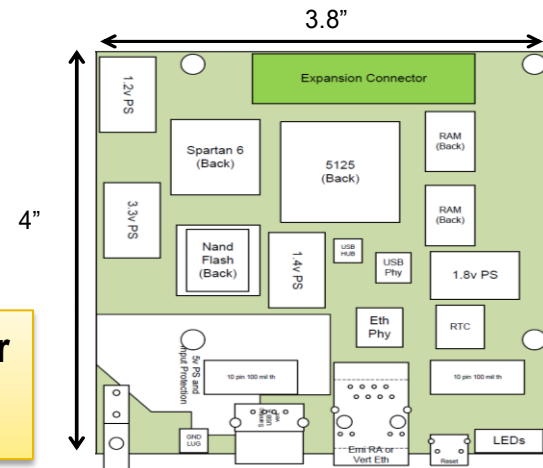 3.8”
Expansion Connector
1.2v PS
Spartan 6
(Back)
5125
(Back)
RAM
(Back)
3.3v PS
RAM
(Back)
4”
Nand
Flash
(Back)
1.4v PS
USB
HUB
USB
Phy
1.8v PS
Eth
Phy
RTC
r
5v PS and
Input Protection
10 pin 100 mil th
10 pin 100 mil th
GND
LUG
Emi RA or
Vert Eth
Reset
LEDs